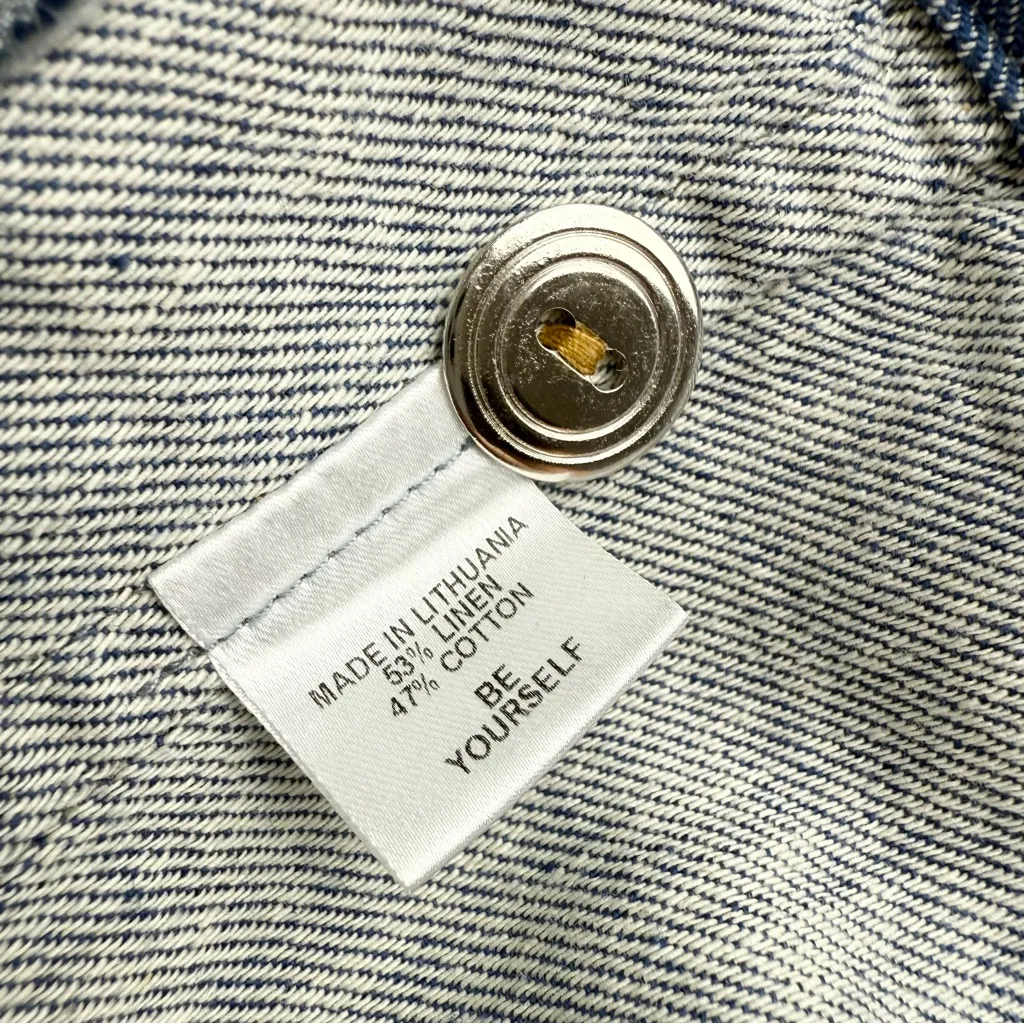 MADE IN LITHUANIA
53% LINEN
47% COTTON
BE
YOURSELF